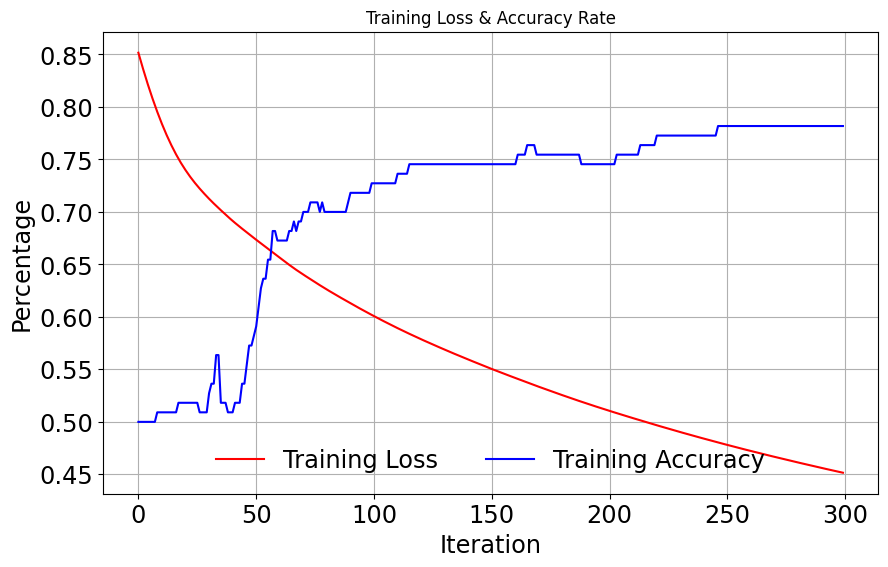 Training Loss & Accuracy Rate
Percentage
0.85
0.80
0.75
0.70
0.65
0.60
0.55
0.50
0.45
Training Loss Training Accuracy
0 50 100 150 200 250 300
Iteration